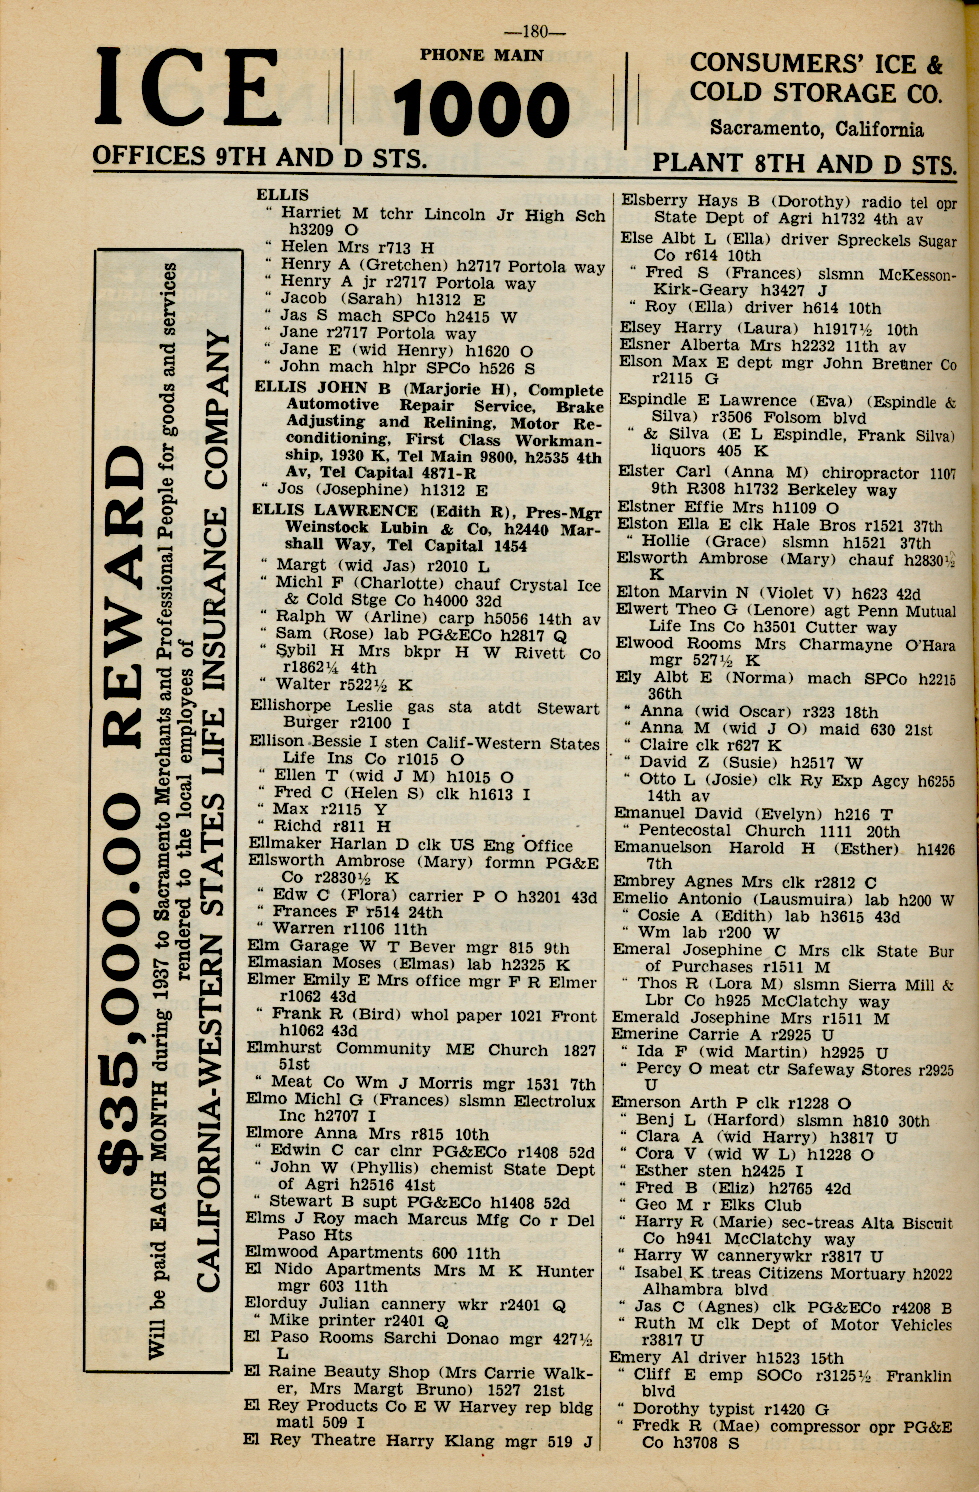 —180—
ICE
PHONE MAIN
1000
CONSUMERS' ICE &
COLD STORAGE CO.
Sacramento, California
OFFICES 9TH AND D STS.
PLANT 8TH AND D STS.
$35,000.00 REWARD
Will be paid EACH MONTH during 1937 to Sacramento Merchants and Professional People for goods and services
rendered to the local employees of
CALIFORNIA-WESTERN STATES LIFE INSURANCE COMPANY
ELLIS
" Harriet M tchr Lincoln Jr High Sch
h3209 O
" Helen Mrs r713 H
" Henry A (Gretchen) h2717 Portola way
" Henry A jr r2717 Portola way
" Jacob (Sarah) h1312 E
" Jas S mach SPCo h2415 W
" Jane r2717 Portola way
" Jane E (wid Henry) h1620 O
" John mach hlpr SPCo h526 S
ELLIS JOHN B (Marjorie H), Complete
Automotive Repair Service, Brake
Adjusting and Relining, Motor Re-
conditioning, First Class Workman-
ship, 1930 K, Tel Main 9800, h2535 4th
Av, Tel Capital 4871-R
" Jos (Josephine) h1312 E
ELLIS LAWRENCE (Edith R), Pres-Mgr
Weinstock Lubin & Co, h2440 Mar-
shall Way, Tel Capital 1454
" Margt (wid Jas) r2010 L
" Michl F (Charlotte) chauf Crystal Ice
& Cold Stge Co h4000 32d
" Ralph W (Arline) carp h5056 14th av
" Sam (Rose) lab PG&ECo h2817 Q
" Sybil H Mrs bkpr H W Rivett Co
r1862¼ 4th
" Walter r522½ K
Ellishorpe Leslie gas sta atdt Stewart
Burger r2100 I
Ellison Bessie I sten Calif-Western States
Life Ins Co r1015 O
" Ellen T (wid J M) h1015 O
" Fred C (Helen S) clk h1613 I
" Max r2115 Y
" Richd r811 H
Ellmaker Harlan D clk US Eng Office
Ellsworth Ambrose (Mary) formn PG&E
Co r2830½ K
" Edw C (Flora) carrier P O h3201 43d
" Frances F r514 24th
" Warren r1106 11th
Elm Garage W T Bever mgr 815 9th
Elmasian Moses (Elmas) lab h2325 K
Elmer Emily E Mrs office mgr F R Elmer
r1062 43d
" Frank R (Bird) whol paper 1021 Front
h1062 43d
Elmhurst Community ME Church 1827
51st
" Meat Co Wm J Morris mgr 1531 7th
Elmo Michl G (Frances) slsmn Electrolux
Inc h2707 I
Elmore Anna Mrs r815 10th
" Edwin C car clnr PG&ECo r1408 52d
" John W (Phyllis) chemist State Dept
of Agri h2516 41st
" Stewart B supt PG&ECo h1408 52d
Elms J Roy mach Marcus Mfg Co r Del
Paso Hts
Elmwood Apartments 600 11th
El Nido Apartments Mrs M K Hunter
mgr 603 11th
Elorduy Julian cannery wkr r2401 Q
" Mike printer r2401 Q
El Paso Rooms Sarchi Donao mgr 427½
L
El Raine Beauty Shop (Mrs Carrie Walk-
er, Mrs Margt Bruno) 1527 21st
El Rey Products Co E W Harvey rep bldg
matl 509 I
El Rey Theatre Harry Klang mgr 519 J
Elsberry Hays B (Dorothy) radio tel opr
State Dept of Agri h1732 4th av
Else Albt L (Ella) driver Spreckels Sugar
Co r614 10th
" Fred S (Frances) slsmn McKesson-
Kirk-Geary h3427 J
" Roy (Ella) driver h614 10th
Elsey Harry (Laura) h1917½ 10th
Elsner Alberta Mrs h2232 11th av
Elson Max E dept mgr John Breuner Co
r2115 G
Espindle E Lawrence (Eva) (Espindle &
Silva) r3506 Folsom blvd
" & Silva (E L Espindle, Frank Silva)
liquors 405 K
Elster Carl (Anna M) chiropractor 1107
9th R308 h1732 Berkeley way
Elstner Effie Mrs h1109 O
Elston Ella E clk Hale Bros r1521 37th
" Hollie (Grace) slsmn h1521 37th
Elsworth Ambrose (Mary) chauf h2830½
K
Elton Marvin N (Violet V) h623 42d
Elwert Theo G (Lenore) agt Penn Mutual
Life Ins Co h3501 Cutter way
Elwood Rooms Mrs Charmayne O'Hara
mgr 527½ K
Ely Albt E (Norma) mach SPCo h2215
36th
" Anna (wid Oscar) r323 18th
" Anna M (wid J O) maid 630 21st
" Claire clk r627 K
" David Z (Susie) h2517 W
" Otto L (Josie) clk Ry Exp Agcy h6255
14th av
Emanuel David (Evelyn) h216 T
" Pentecostal Church 1111 20th
Emanuelson Harold H (Esther) h1426
7th
Embrey Agnes Mrs clk r2812 C
Emelio Antonio (Lausmuira) lab h200 W
" Cosie A (Edith) lab h3615 43d
" Wm lab r200 W
Emeral Josephine C Mrs clk State Bur
of Purchases r1511 M
" Thos R (Lora M) slsmn Sierra Mill &
Lbr Co h925 McClatchy way
Emerald Josephine Mrs r1511 M
Emerine Carrie A r2925 U
" Ida F (wid Martin) h2925 U
" Percy O meat ctr Safeway Stores r2925
U
Emerson Arth P clk r1228 O
" Benj L (Harford) slsmn h810 30th
" Clara A (wid Harry) h3817 U
" Cora V (wid W L) h1228 O
" Esther sten h2425 I
" Fred B (Eliz) h2765 42d
" Geo M r Elks Club
" Harry R (Marie) sec-treas Alta Biscuit
Co h941 McClatchy way
" Harry W cannerywkr r3817 U
" Isabel K treas Citizens Mortuary h2022
Alhambra blvd
" Jas C (Agnes) clk PG&ECo r4208 B
" Ruth M clk Dept of Motor Vehicles
r3817 U
Emery Al driver h1523 15th
" Cliff E emp SOCo r3125½ Franklin
blvd
" Dorothy typist r1420 G
" Fredk R (Mae) compressor opr PG&E
Co h3708 S